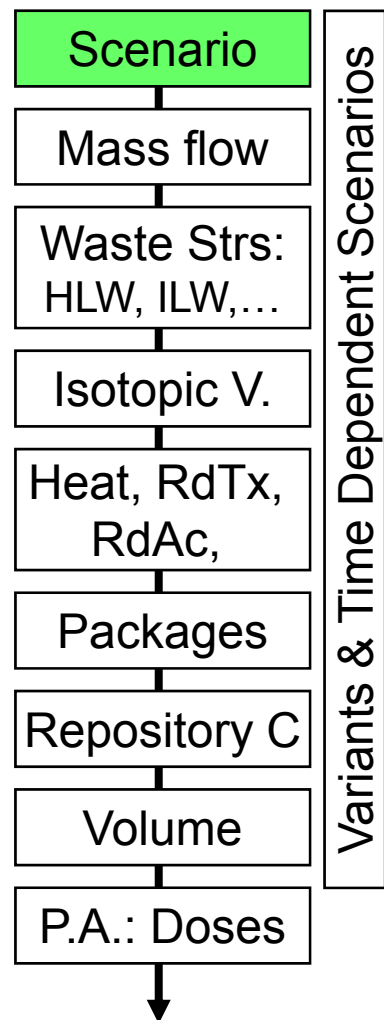 Scenario
Mass flow
Waste Strs:
HLW, ILW,…
Isotopic V.
Heat, RdTx,
RdAc,
Packages
Repository C
Volume
P.A.: Doses
Variants & Time Dependent Scenarios